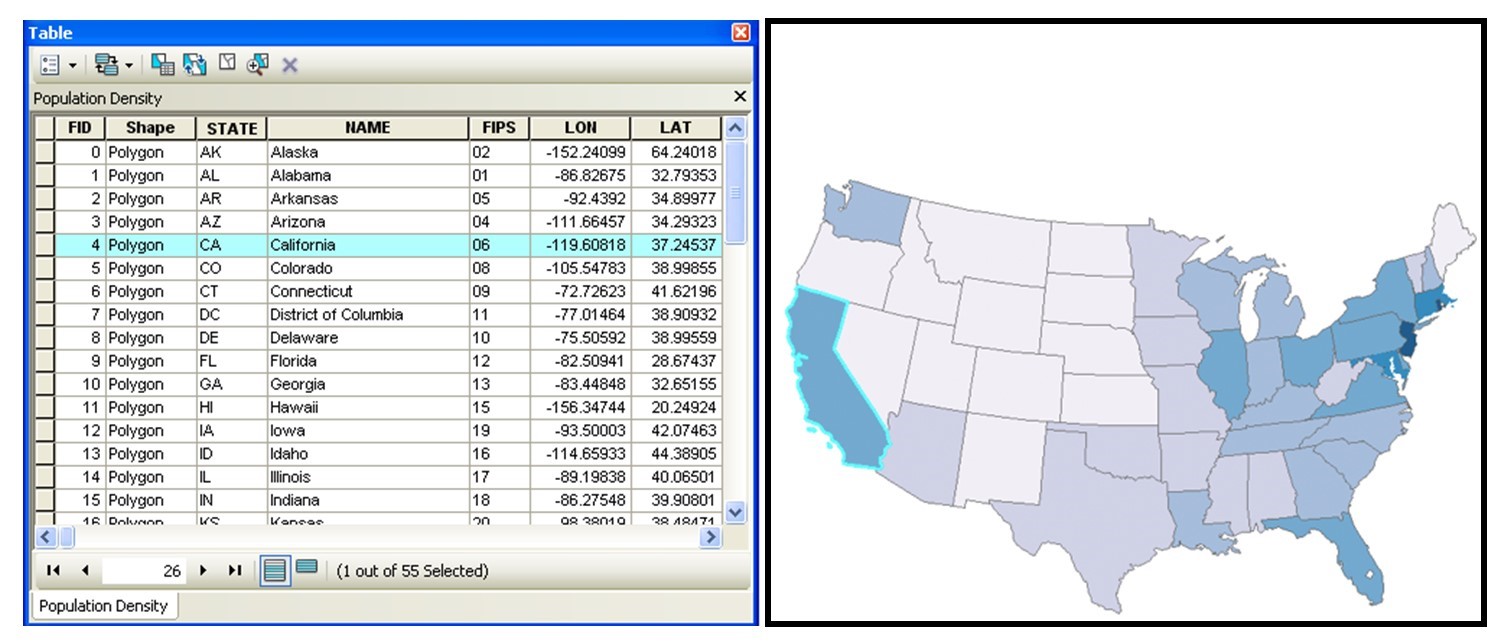 Table
Population Density
FID Shape STATE NAME FIPS LON LAT
0 Polygon AK Alaska 02 -152.24099 64.24018
1 Polygon AL Alabama 01 -86.82675 32.79353
2 Polygon AR Arkansas 05 -92.4392 34.89977
3 Polygon AZ Arizona 04 -111.66457 34.29323
4 Polygon CA California 06 -119.60818 37.24537
5 Polygon CO Colorado 08 -105.54783 38.99855
6 Polygon CT Connecticut 09 -72.72623 41.62196
7 Polygon DC District of Columbia 11 -77.01464 38.90932
8 Polygon DE Delaware 10 -75.50592 38.99559
9 Polygon FL Florida 12 -82.50941 28.67437
10 Polygon GA Georgia 13 -83.44848 32.65155
11 Polygon HI Hawaii 15 -156.34744 20.24924
12 Polygon IA Iowa 19 -93.50003 42.07463
13 Polygon ID Idaho 16 -114.65933 44.38905
14 Polygon IL Illinois 17 -89.19838 40.06501
15 Polygon IN Indiana 18 -86.27548 39.90801
16 Polygon KS Kansas 20 98.38019 38.48471
26 (1 out of 55 Selected)
Population Density